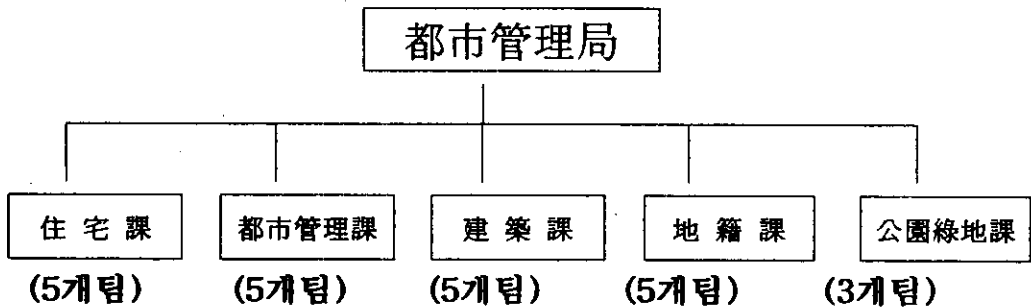 都市管理局
住宅課 都市管理課 建築課 地籍課 公園綠地課
(5개팀) (5개팀) (5개팀) (5개팀) (3개팀)